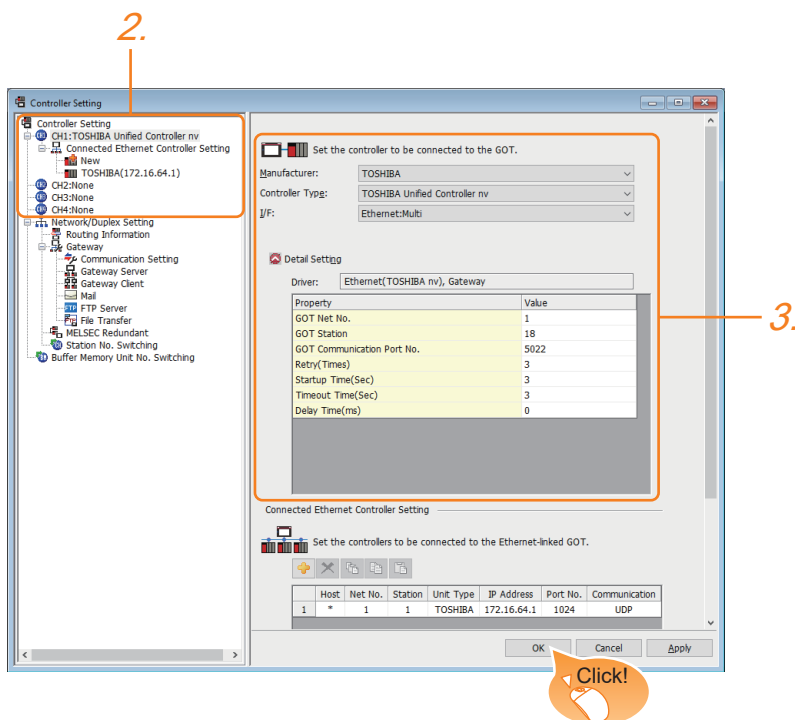 2.
Controller Setting
Controller Setting
CH1:TOSHIBA Unified Controller nv
Connected Ethernet Controller Setting
New
TOSHIBA(172.16.64.1)
CH2:None
CH3:None
CH4:None
Network/Duplex Setting
Routing Information
Gateway
Communication Setting
Gateway Server
Gateway Client
Mail
FTP Server
File Transfer
MELSEC Redundant
Station No. Switching
Buffer Memory Unit No. Switching
Set the controller to be connected to the GOT.
Manufacturer: TOSHIBA
Controller Type: TOSHIBA Unified Controller nv
I/F: Ethernet:Multi
Detail Setting
Driver: Ethernet(TOSHIBA nv), Gateway
Property Value
GOT Net No. 1
GOT Station 18
GOT Communication Port No. 5022
Retry(Times) 3
Startup Time(Sec) 3
Timeout Time(Sec) 3
Delay Time(ms) 0
3.
Connected Ethernet Controller Setting
Set the controllers to be connected to the Ethernet-linked GOT.
Host Net No. Station Unit Type IP Address Port No. Communication
1 * 1 1 TOSHIBA 172.16.64.1 1024 UDP
OK Cancel Apply
Click!